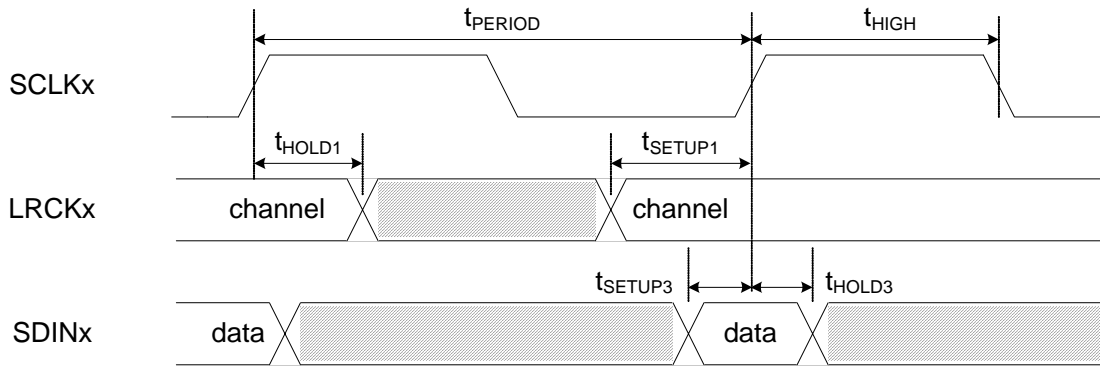 tPERIOD
tHIGH
SCLKx
tHOLD1
tSETUP1
LRCKx
channel
channel
tSETUP3
tHOLD3
SDINx
data
data